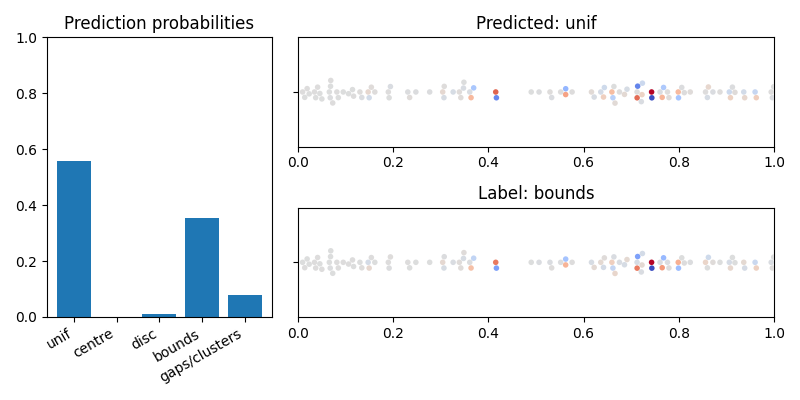 Prediction probabilities
1.0
0.8
0.6
0.4
0.2
0.0
unif
centre
disc
bounds
gaps/clusters
Predicted: unif
0.0 0.2 0.4 0.6 0.8 1.0
Label: bounds
0.0 0.2 0.4 0.6 0.8 1.0